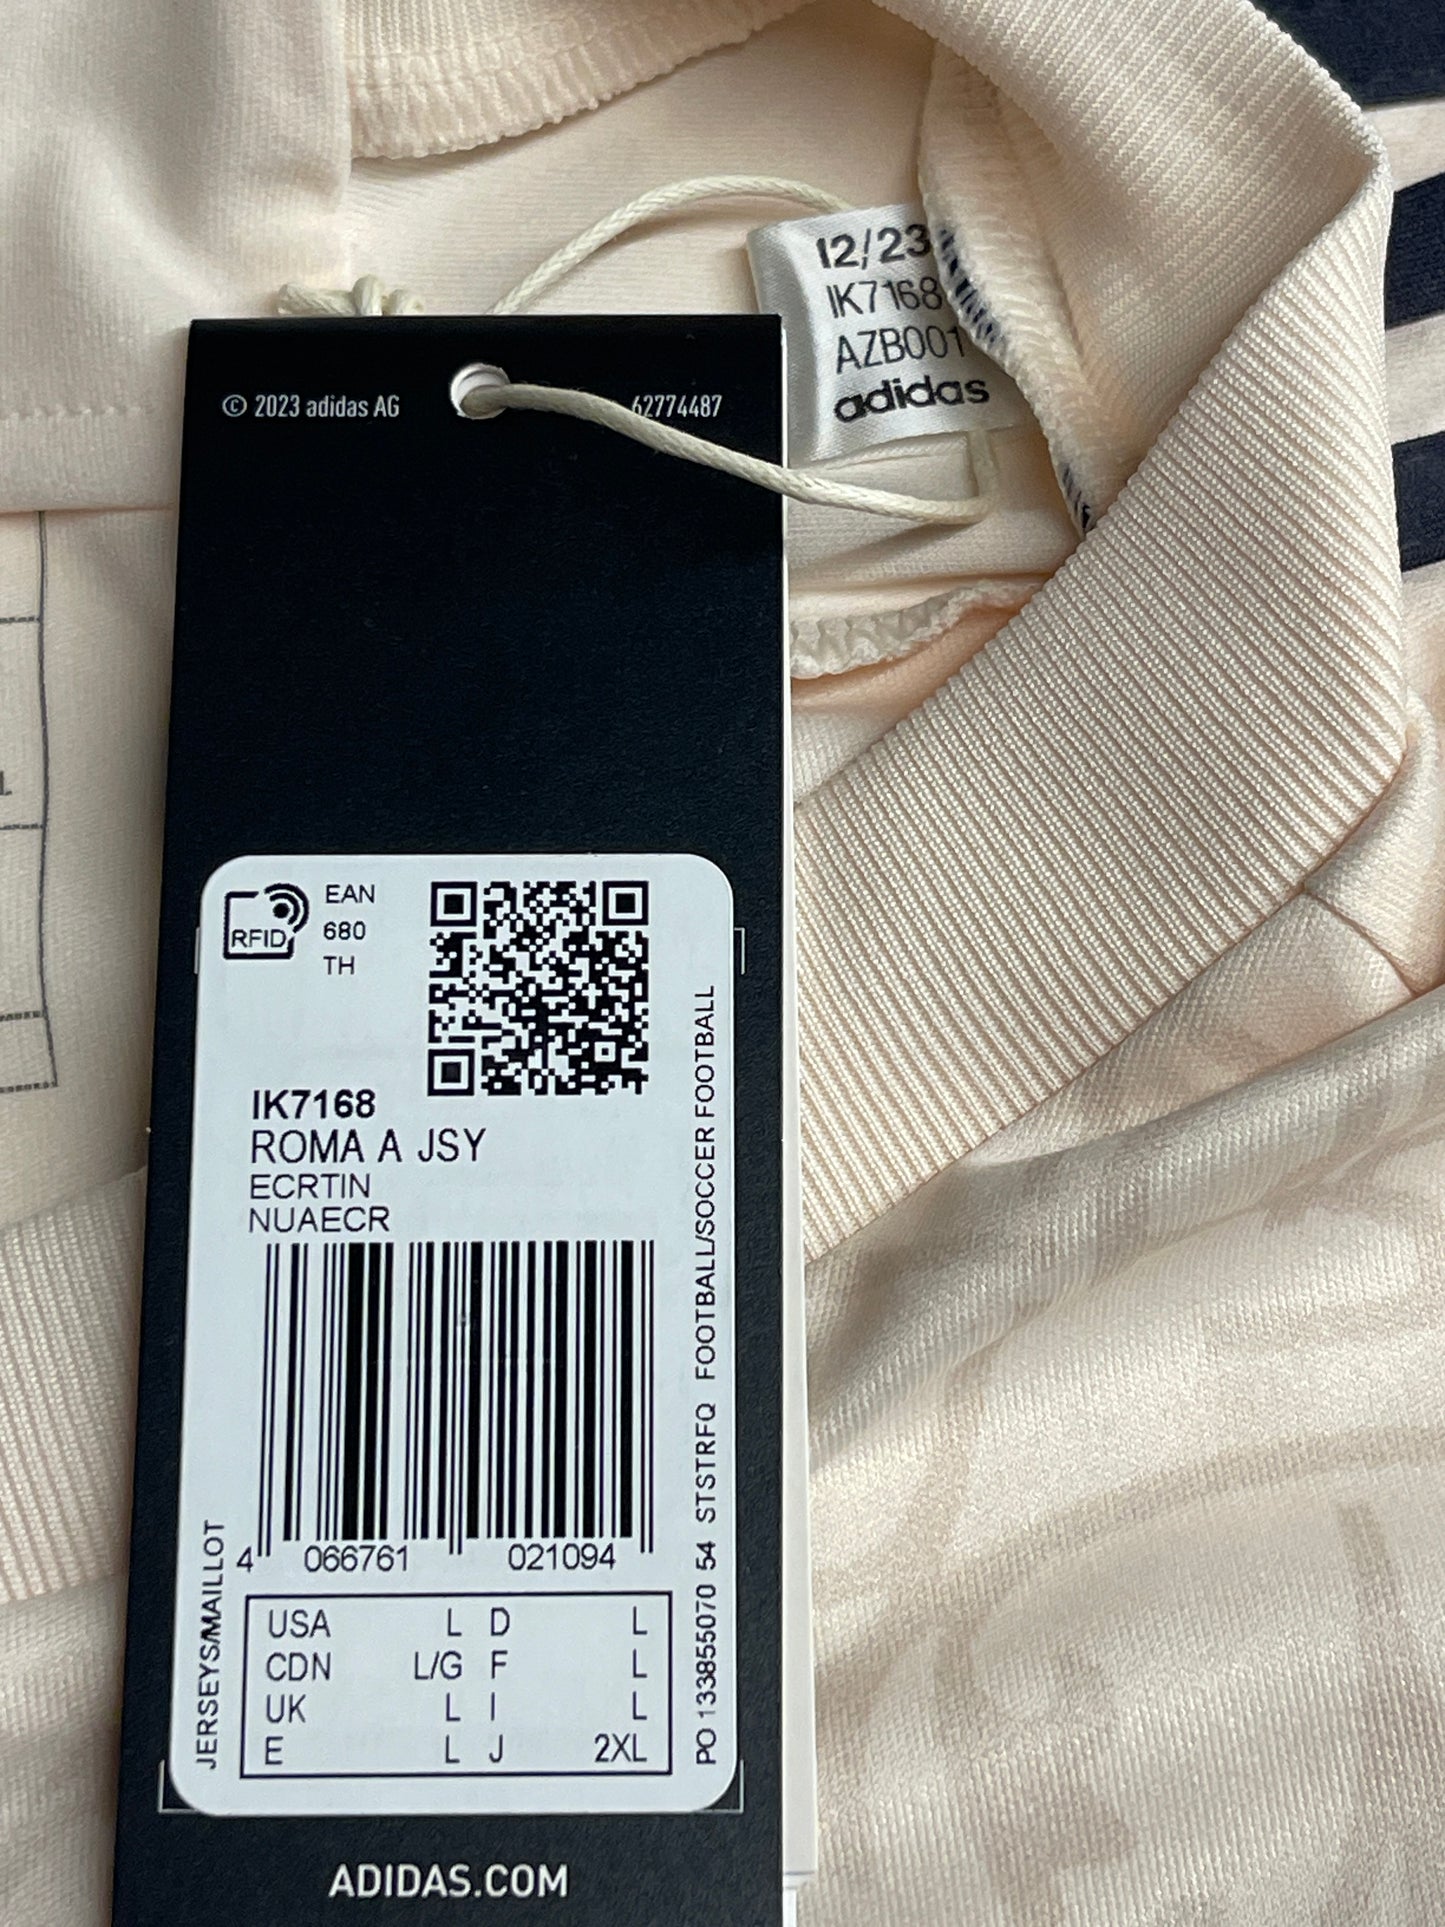 12/23
IK7168
AZB001
adidas
© 2023 adidas AG
62774487
RFID
EAN
680
TH
IK7168
ROMA A JSY
ECRTIN
NUAECR
4 066761 021094
USA L D L
CDN L/G F L
UK L I L
E L J 2XL
JERSEYS/MAILLOT
PO 133855070 54 STSTRFQ FOOTBALL/SOCCER FOOTBALL
ADIDAS.COM